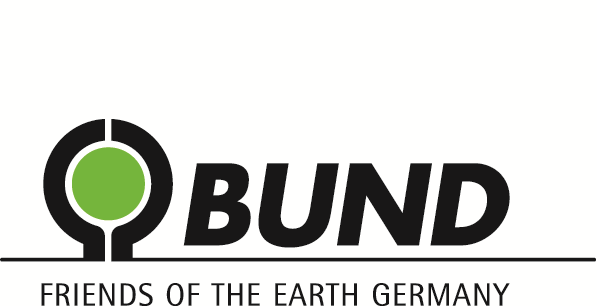 BUND
FRIENDS OF THE EARTH GERMANY